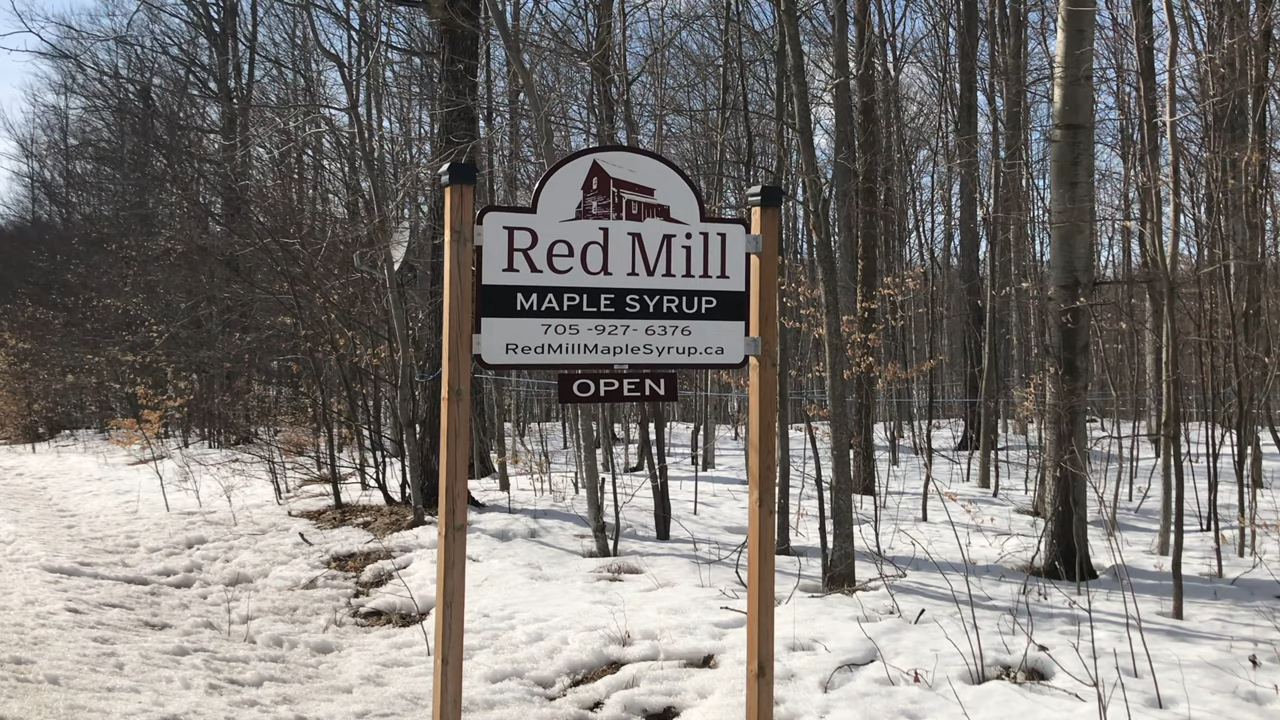 Red Mill
MAPLE SYRUP
705 -927- 6376
RedMillMapleSyrup.ca
OPEN